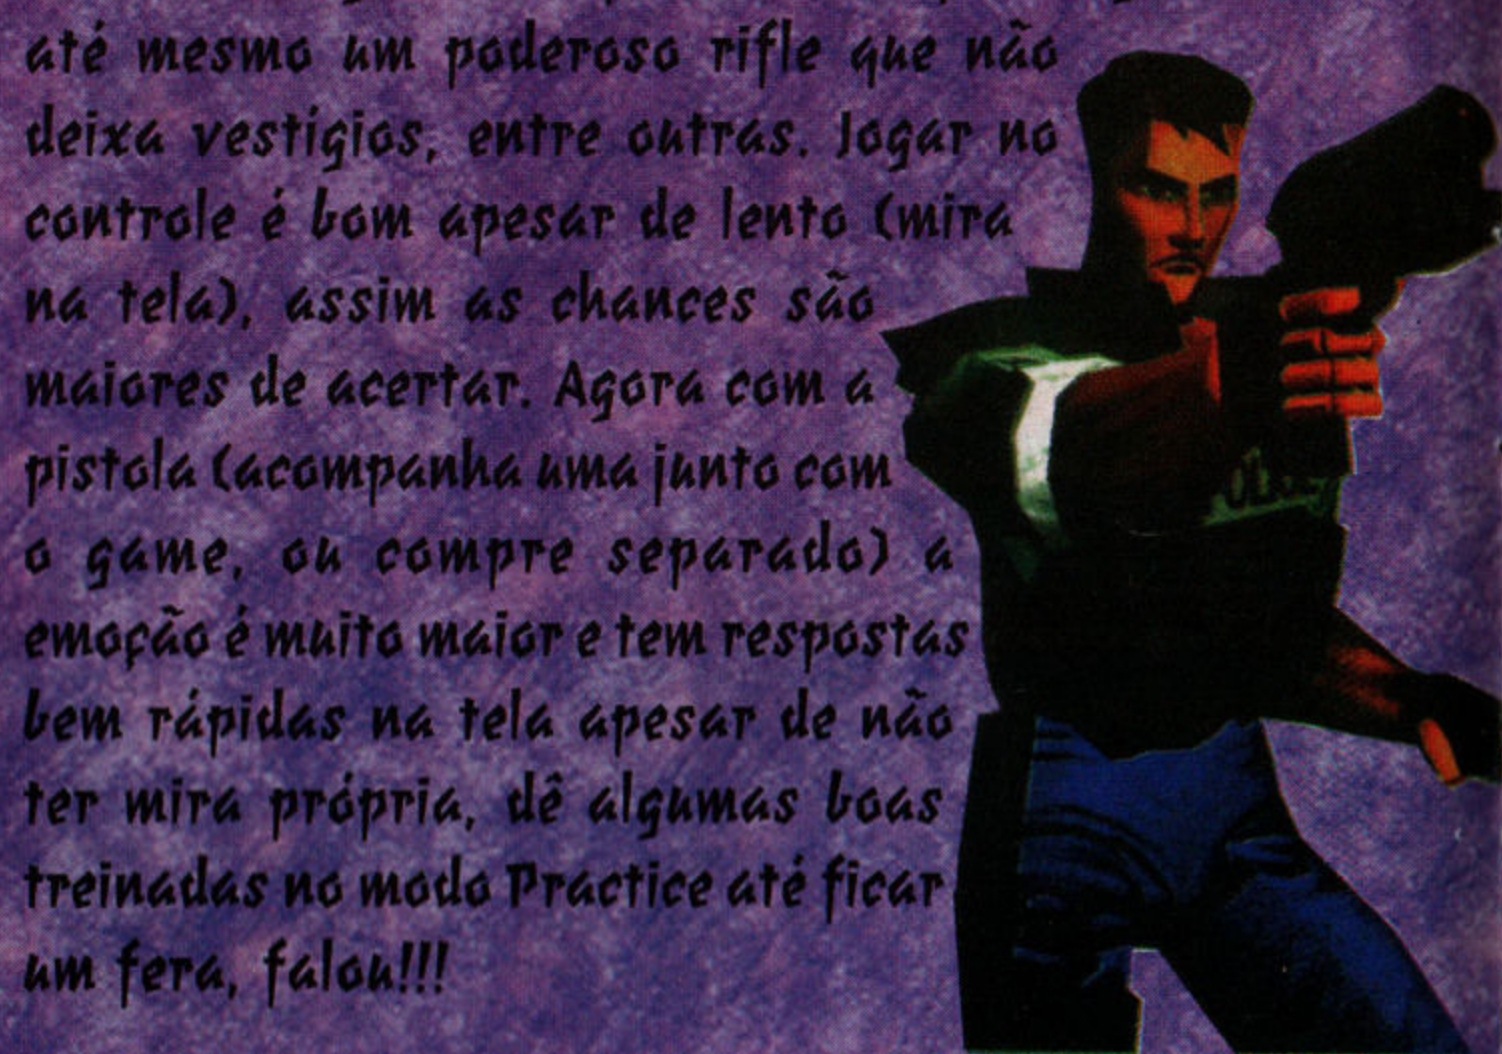 até mesmo um poderoso rifle que não
deixa vestígios, entre outras. Jogar no
controle é bom apesar de lento (mira
na tela), assim as chances são
maiores de acertar. Agora com a
pistola (acompanha uma junto com
o game, ou compre separado) a
emoção é muito maior e tem respostas
bem rápidas na tela apesar de não
ter mira própria, dê algumas boas
treinadas no modo Practice até ficar
um fera, falou!!!